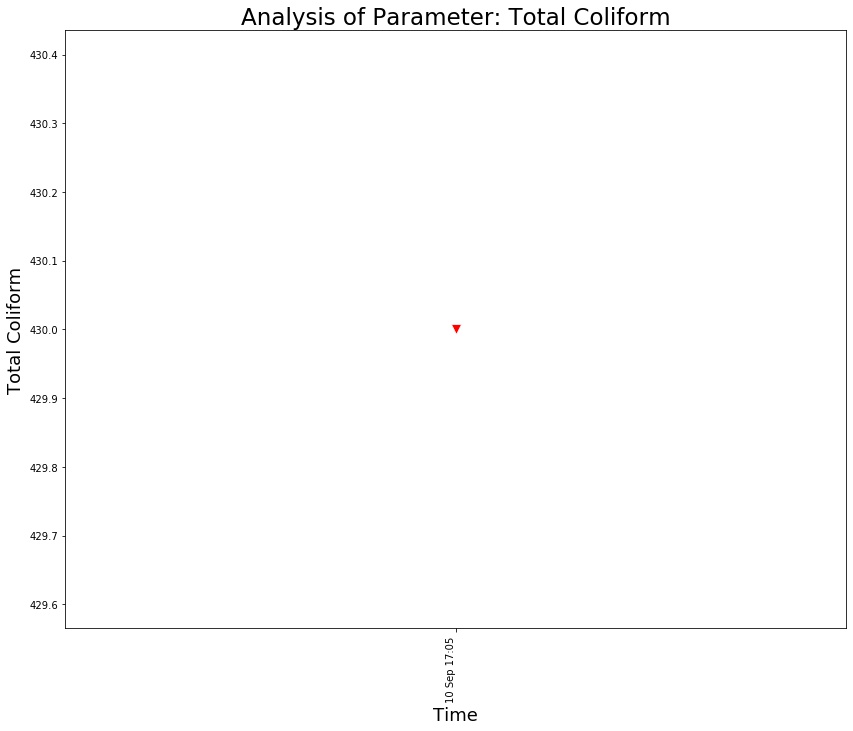 Analysis of Parameter: Total Coliform
430.4
430.3
430.2
430.1
430.0
429.9
429.8
429.7
429.6
Total Coliform
10 Sep 17:05
Time